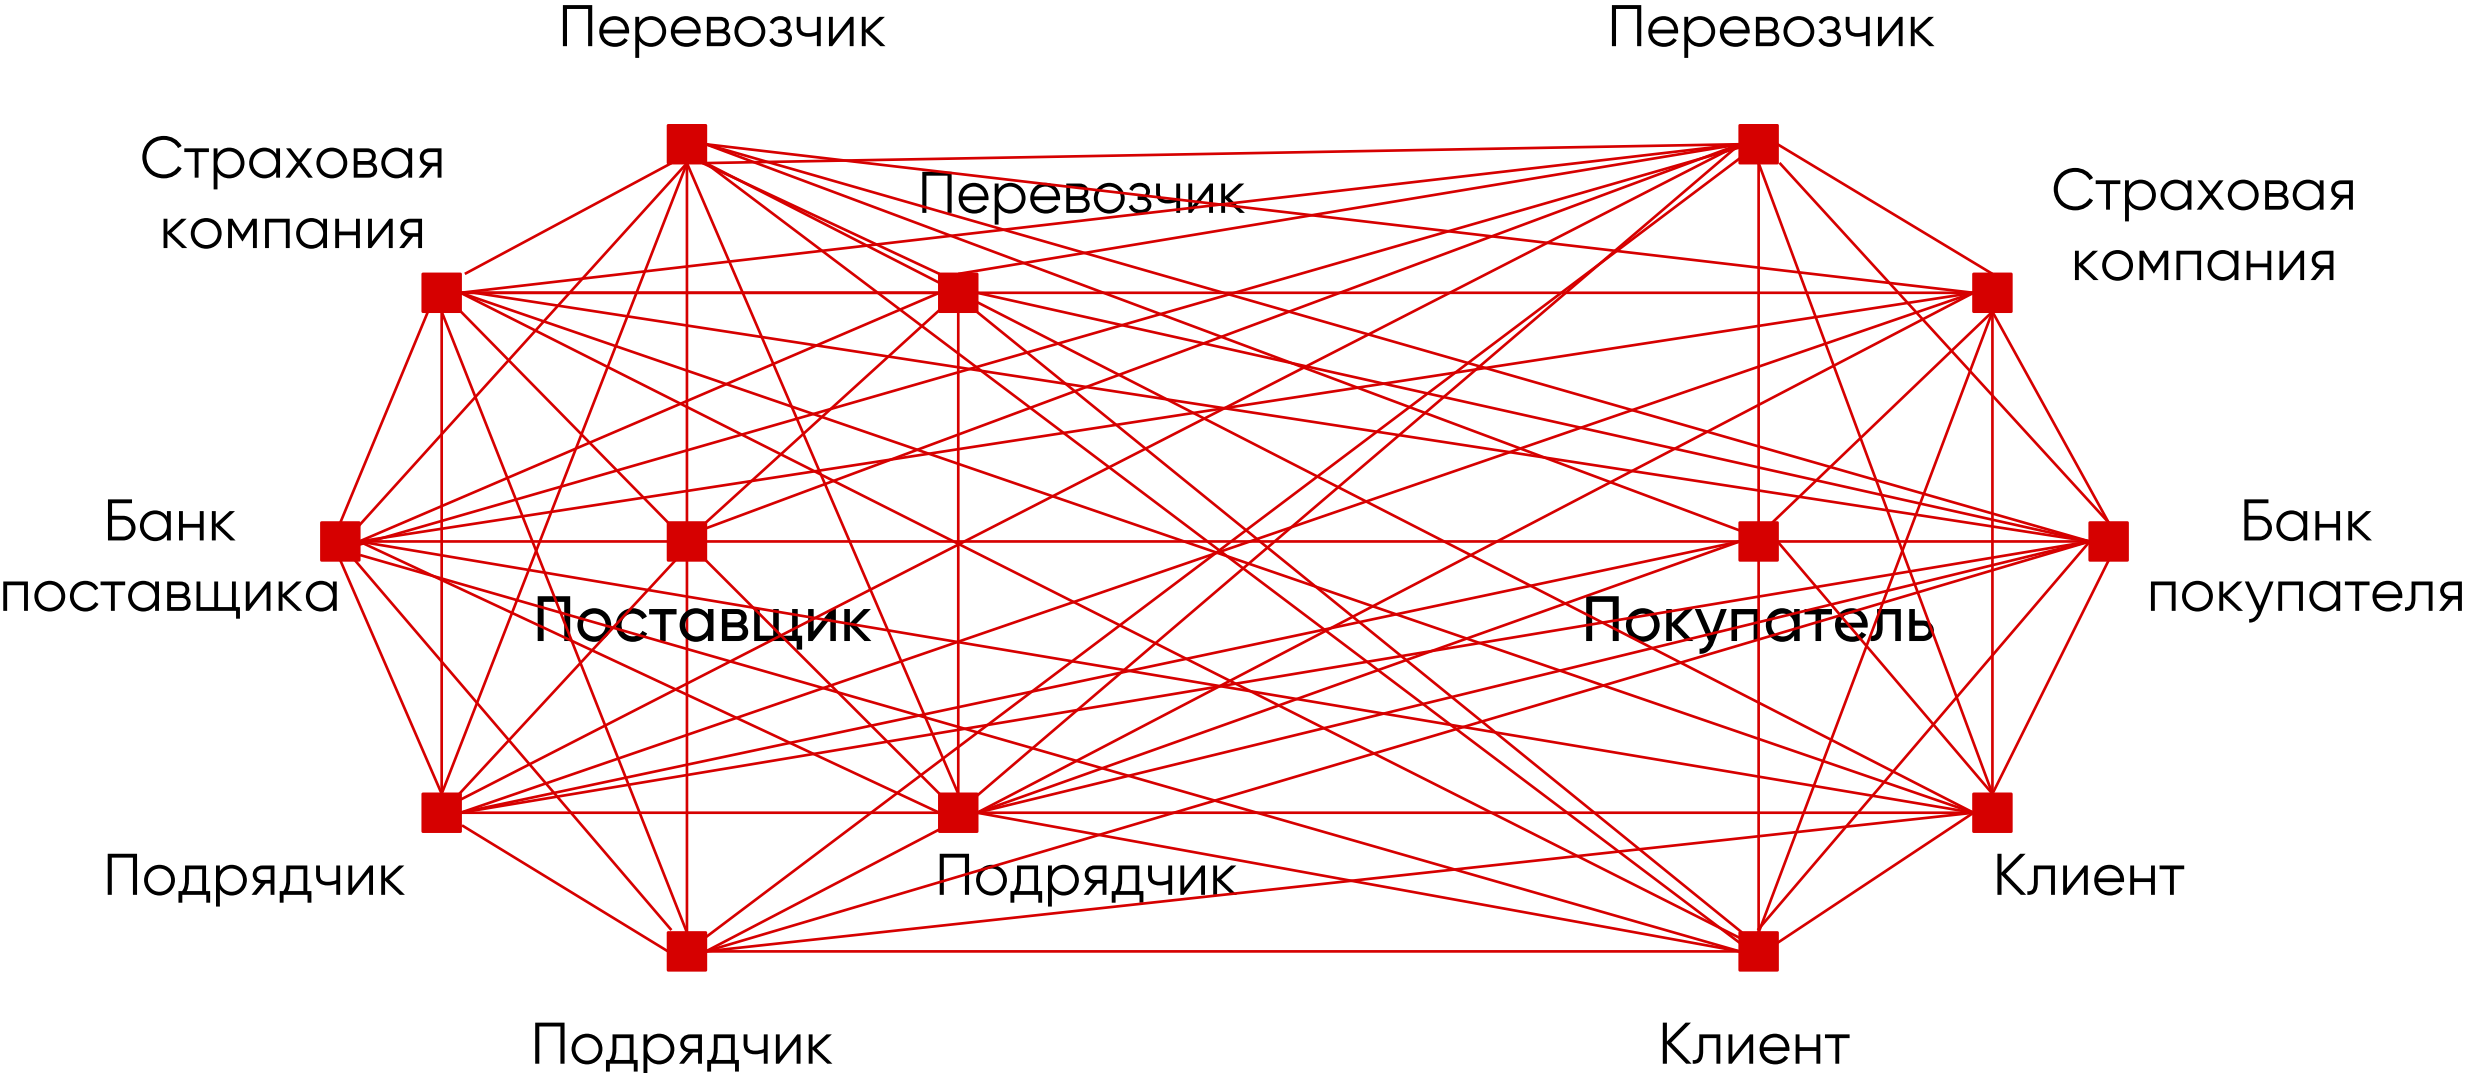 Перевозчик
Перевозчик
Страховая
компания
Перевозчик
Страховая
компания
Банк
поставщика
Поставщик
Покупатель
Банк
покупателя
Подрядчик
Подрядчик
Клиент
Подрядчик
Клиент